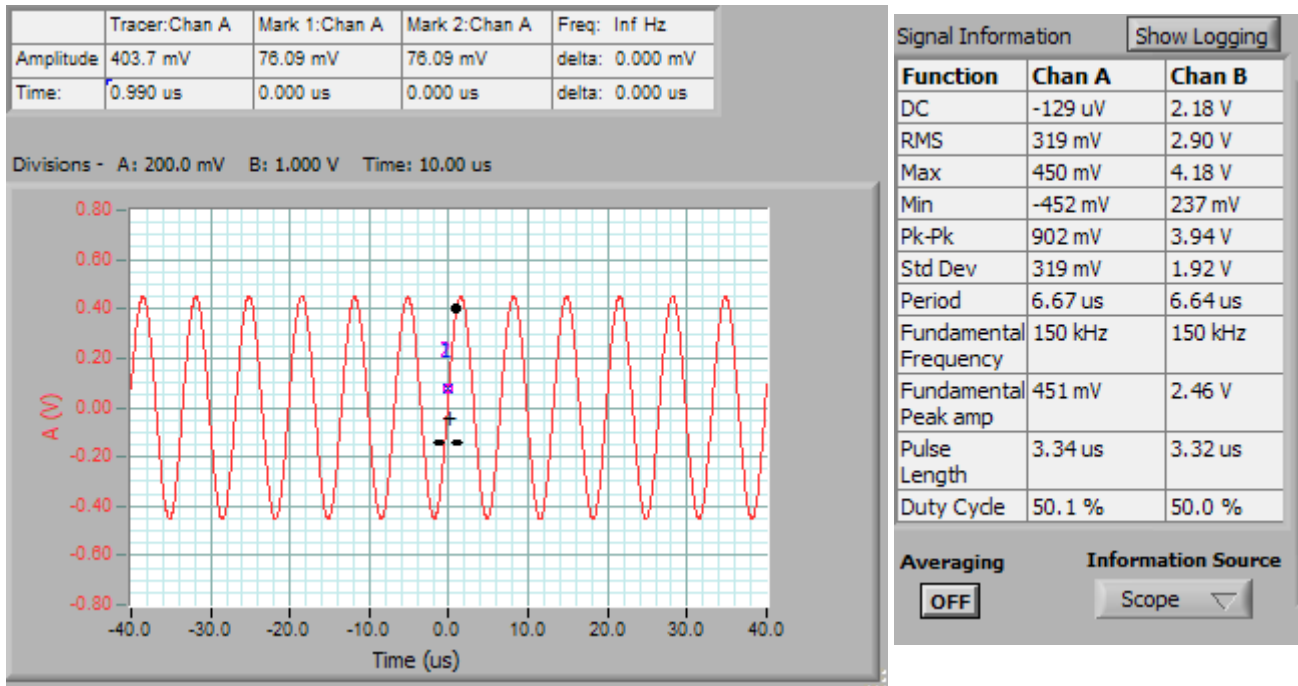 Tracer:Chan A Mark 1:Chan A Mark 2:Chan A Freq: Inf Hz
Amplitude 403.7 mV 76.09 mV 76.09 mV delta: 0.000 mV
Time: 0.990 us 0.000 us 0.000 us delta: 0.000 us
Divisions - A: 200.0 mV B: 1.000 V Time: 10.00 us
0.80
0.60
0.40
0.20
0.00
-0.20
-0.40
-0.60
-0.80
A (V)
-40.0 -30.0 -20.0 -10.0 0.0 10.0 20.0 30.0 40.0
Time (us)
Signal Information Show Logging
Function Chan A Chan B
DC -129 uV 2.18 V
RMS 319 mV 2.90 V
Max 450 mV 4.18 V
Min -452 mV 237 mV
Pk-Pk 902 mV 3.94 V
Std Dev 319 mV 1.92 V
Period 6.67 us 6.64 us
Fundamental 150 kHz 150 kHz
Frequency
Fundamental 451 mV 2.46 V
Peak amp
Pulse 3.34 us 3.32 us
Length
Duty Cycle 50.1 % 50.0 %
Averaging Information Source
OFF Scope